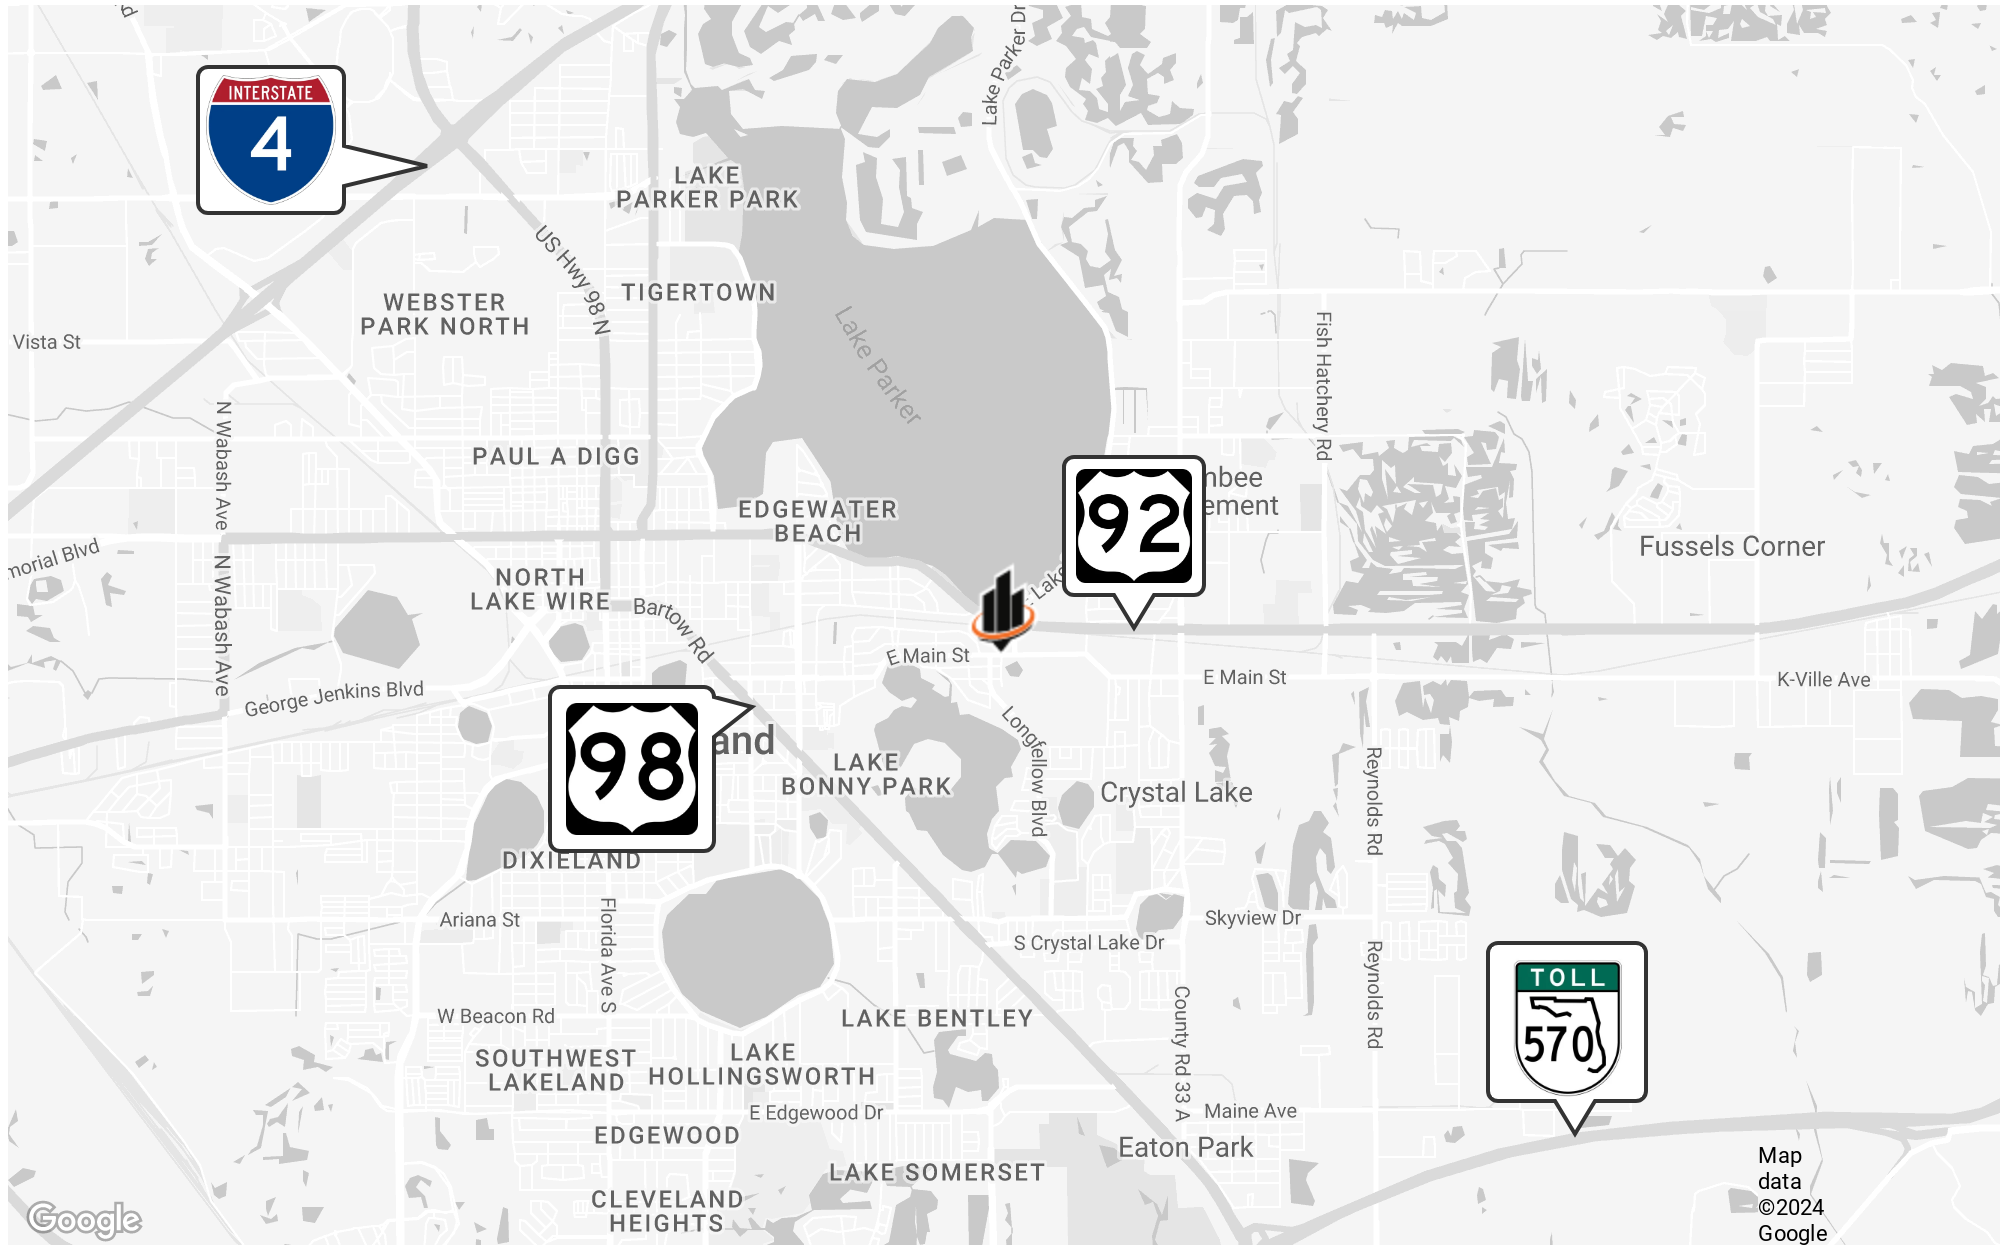 Lake Parker Dr
INTERSTATE
4
LAKE
PARKER PARK
US Hwy 98 N
TIGERTOWN
WEBSTER
PARK NORTH
Vista St
Lake Parker
Fish Hatchery Rd
N Wabash Ave
PAUL A DIGG
nbee
ement
92
EDGEWATER
BEACH
Fussels Corner
morial Blvd
N Wabash Ave
NORTH
LAKE WIRE
Bartow Rd
E Lake
E Main St
E Main St
K-Ville Ave
George Jenkins Blvd
98
and
Longfellow Blvd
LAKE
BONNY PARK
Crystal Lake
Reynolds Rd
DIXIELAND
Ariana St
Florida Ave S
Skyview Dr
S Crystal Lake Dr
Reynolds Rd
TOLL
570
W Beacon Rd
LAKE BENTLEY
County Rd 33 A
SOUTHWEST
LAKELAND
LAKE
HOLLINGSWORTH
E Edgewood Dr
Maine Ave
EDGEWOOD
Eaton Park
LAKE SOMERSET
CLEVELAND
HEIGHTS
Google
Map
data
©2024
Google